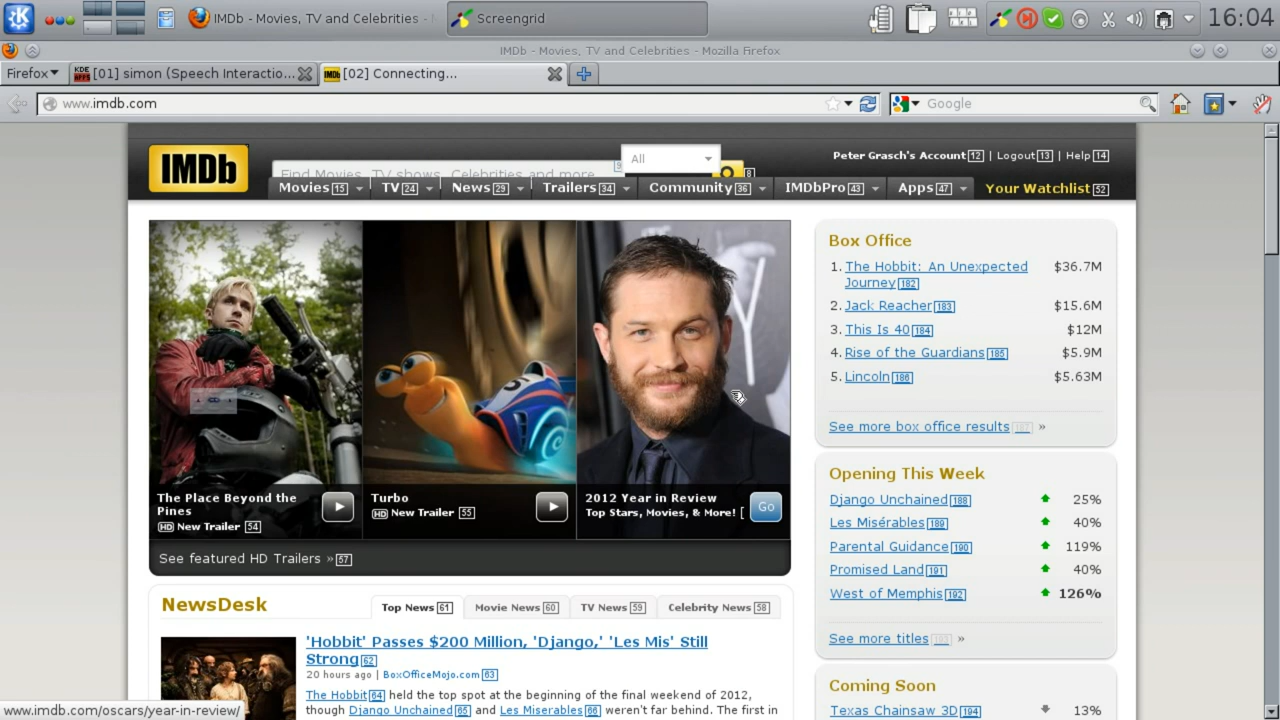 IMDb - Movies, TV and Celebrities -
Screengrid
16:04
IMDb - Movies, TV and Celebrities - Mozilla Firefox
Firefox
[01] simon (Speech Interactio...
[02] Connecting...
www.imdb.com
Google
IMDb
Find Movies, TV shows, Celebrities and more...
All
8
Peter Grasch's Account 12 | Logout 13 | Help 14
Movies 15
TV 24
News 29
Trailers 34
Community 36
IMDbPro 43
Apps 47
Your Watchlist 52
The Place Beyond the
Pines
HD New Trailer 54
Turbo
HD New Trailer 55
2012 Year in Review
Top Stars, Movies, & More! [
Go
See featured HD Trailers » 57
Box Office
1. The Hobbit: An Unexpected
Journey 182 $36.7M
2. Jack Reacher 183 $15.6M
3. This Is 40 184 $12M
4. Rise of the Guardians 185 $5.9M
5. Lincoln 186 $5.63M
See more box office results 187 »
Opening This Week
Django Unchained 188 25%
Les Misérables 189 40%
Parental Guidance 190 119%
Promised Land 191 40%
West of Memphis 192 126%
See more titles 193 »
Coming Soon
Texas Chainsaw 3D 194 13%
NewsDesk
Top News 61
Movie News 60
TV News 59
Celebrity News 58
'Hobbit' Passes $200 Million, 'Django,' 'Les Mis' Still
Strong 62
20 hours ago | BoxOfficeMojo.com 63
The Hobbit 64 held the top spot at the beginning of the final weekend of 2012,
though Django Unchained 65 and Les Miserables 66 weren't far behind. The first in
www.imdb.com/oscars/year-in-review/